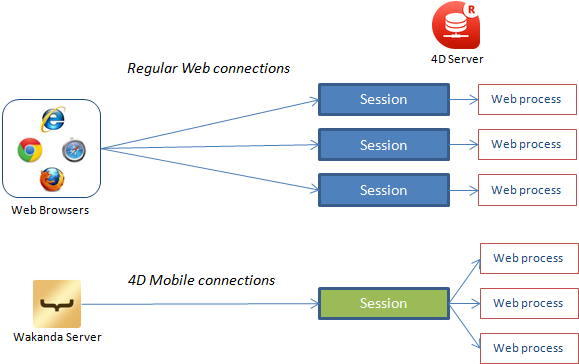 R
4D Server
Regular Web connections
Session
Web process
Session
Web process
Session
Web process
Web Browsers
4D Mobile connections
Web process
Session
Web process
Wakanda Server
Web process